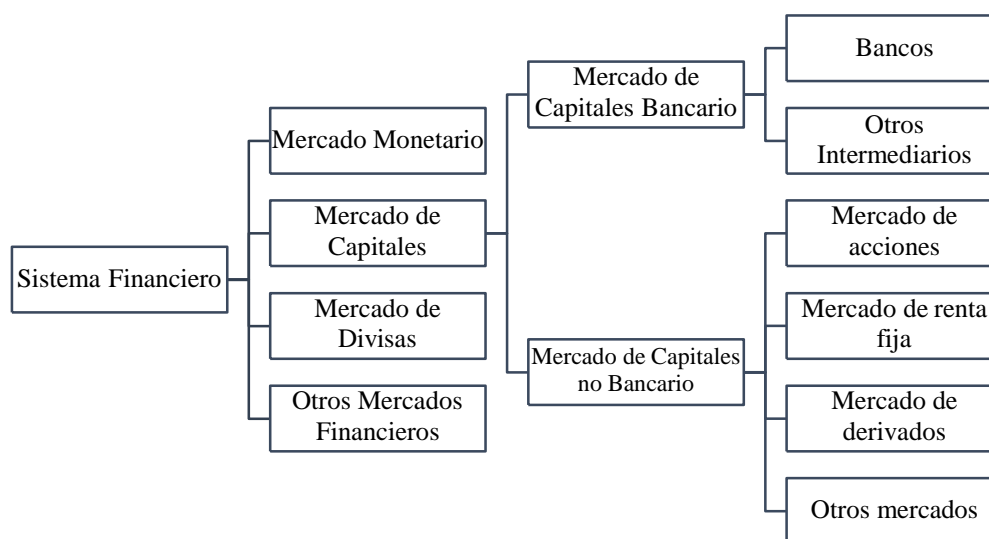 Sistema Financiero
Mercado Monetario
Mercado de
Capitales
Mercado de
Divisas
Otros Mercados
Financieros
Mercado de
Capitales Bancario
Mercado de Capitales
no Bancario
Bancos
Otros
Intermediarios
Mercado de
acciones
Mercado de renta
fija
Mercado de
derivados
Otros mercados